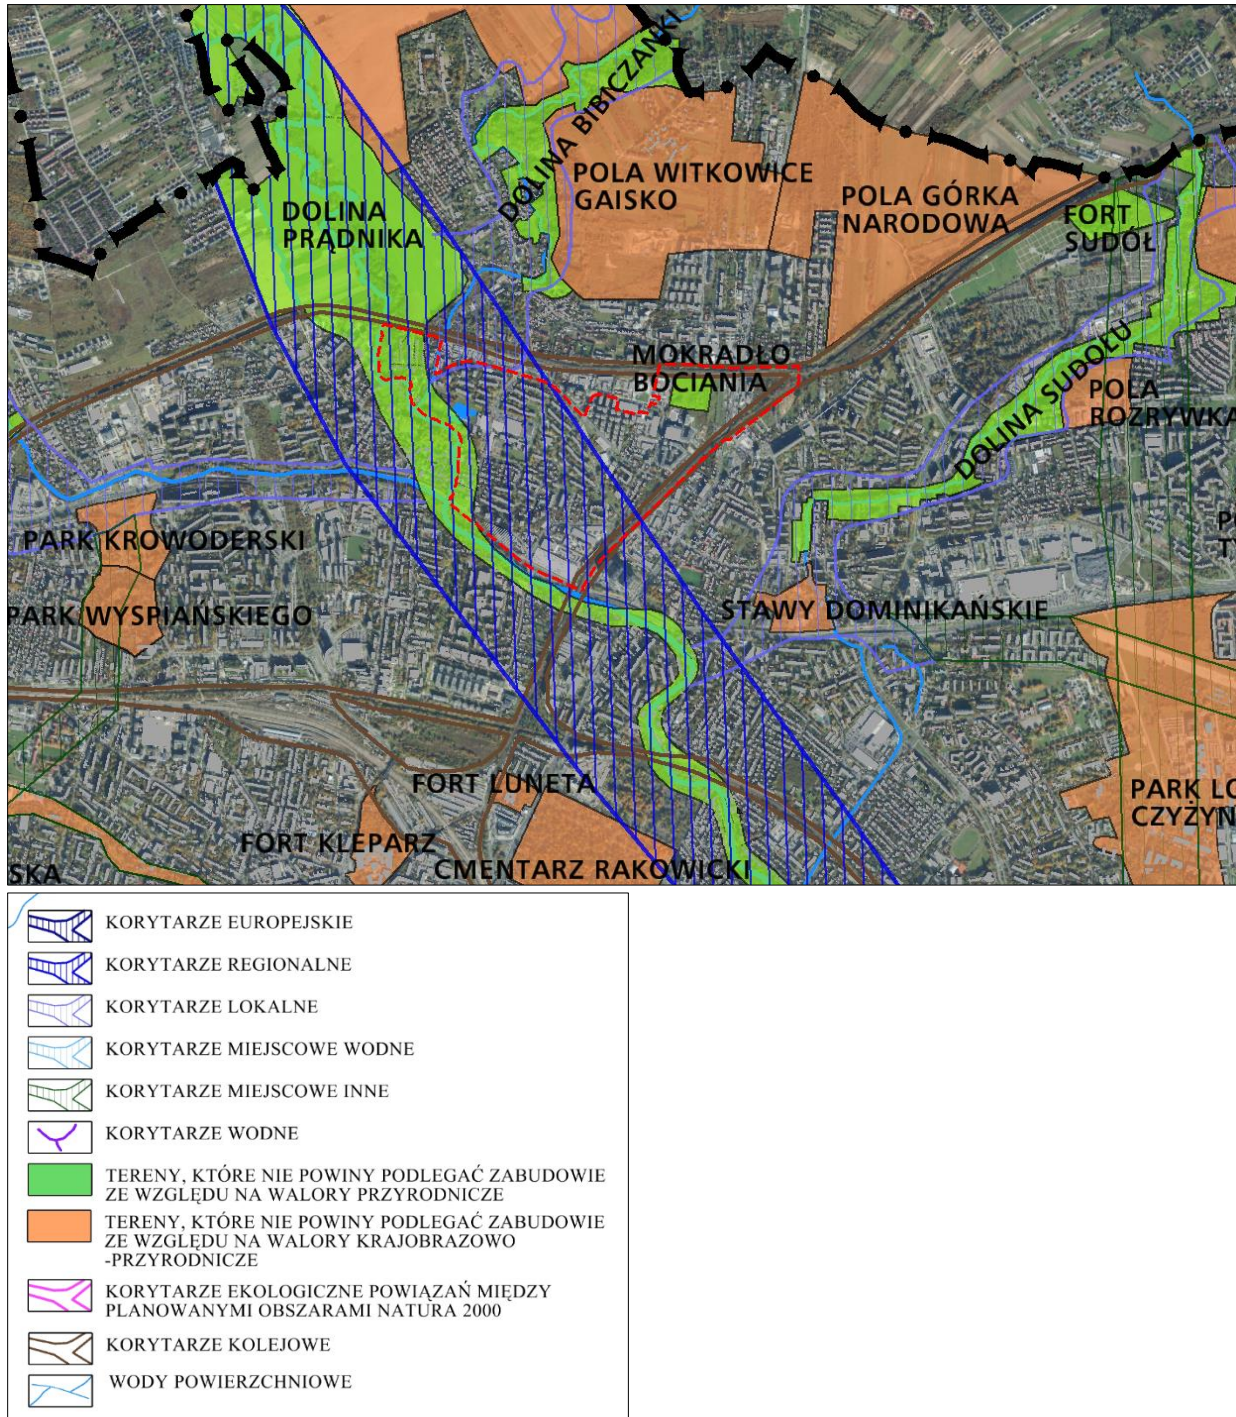 DOLINA BIBICZANKI
POLA WITKOWICE
GAISKO
POLA GÓRKA
NARODOWA
FORT
SUDÓŁ
DOLINA
PRĄDNIKA
MOKRADŁO
BOCIANIA
DOLINA SUDOŁU
POLA
ROZRYWKA
PARK KROWODERSKI
PARK WYSPIAŃSKIEGO
STAWY DOMINIKAŃSKIE
FORT LUNETA
PARK LO
CZYŻYN
FORT KLEPARZ
CMENTARZ RAKOWICKI
SKA
KORYTARZE EUROPEJSKIE
KORYTARZE REGIONALNE
KORYTARZE LOKALNE
KORYTARZE MIEJSCOWE WODNE
KORYTARZE MIEJSCOWE INNE
KORYTARZE WODNE
TERENY, KTÓRE NIE POWINY PODLEGAĆ ZABUDOWIE
ZE WZGLĘDU NA WALORY PRZYRODNICZE
TERENY, KTÓRE NIE POWINY PODLEGAĆ ZABUDOWIE
ZE WZGLĘDU NA WALORY KRAJOBRAZOWO
-PRZYRODNICZE
KORYTARZE EKOLOGICZNE POWIĄZAŃ MIĘDZY
PLANOWANYMI OBSZARAMI NATURA 2000
KORYTARZE KOLEJOWE
WODY POWIERZCHNIOWE